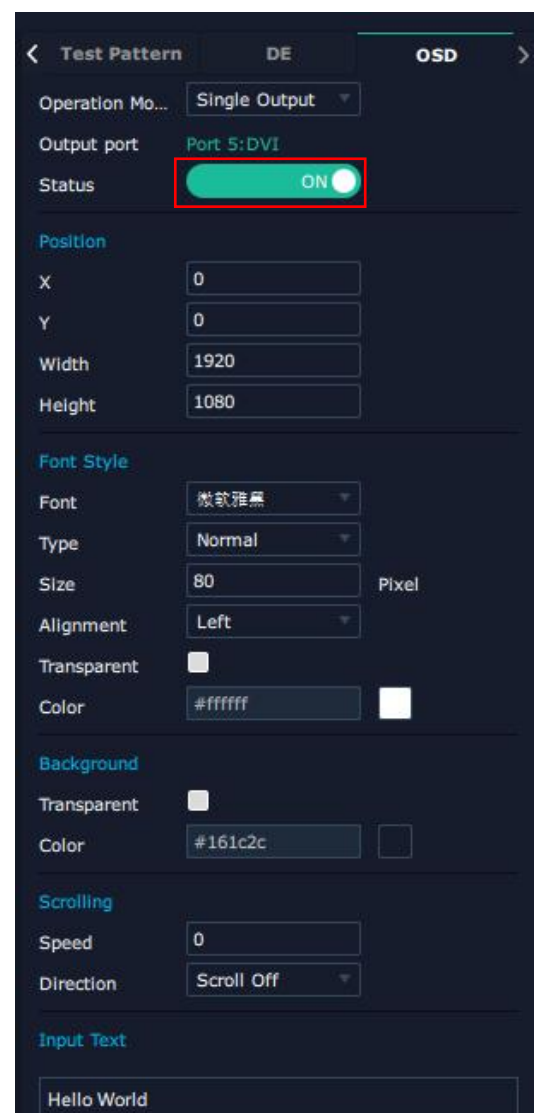 Test Pattern DE OSD
Operation Mo... Single Output
Output port Port 5:DVI
Status ON
Position
X 0
Y 0
Width 1920
Height 1080
Font Style
Font 微软雅黑
Type Normal
Size 80 Pixel
Alignment Left
Transparent
Color #ffffff
Background
Transparent
Color #161c2c
Scrolling
Speed 0
Direction Scroll Off
Input Text
Hello World